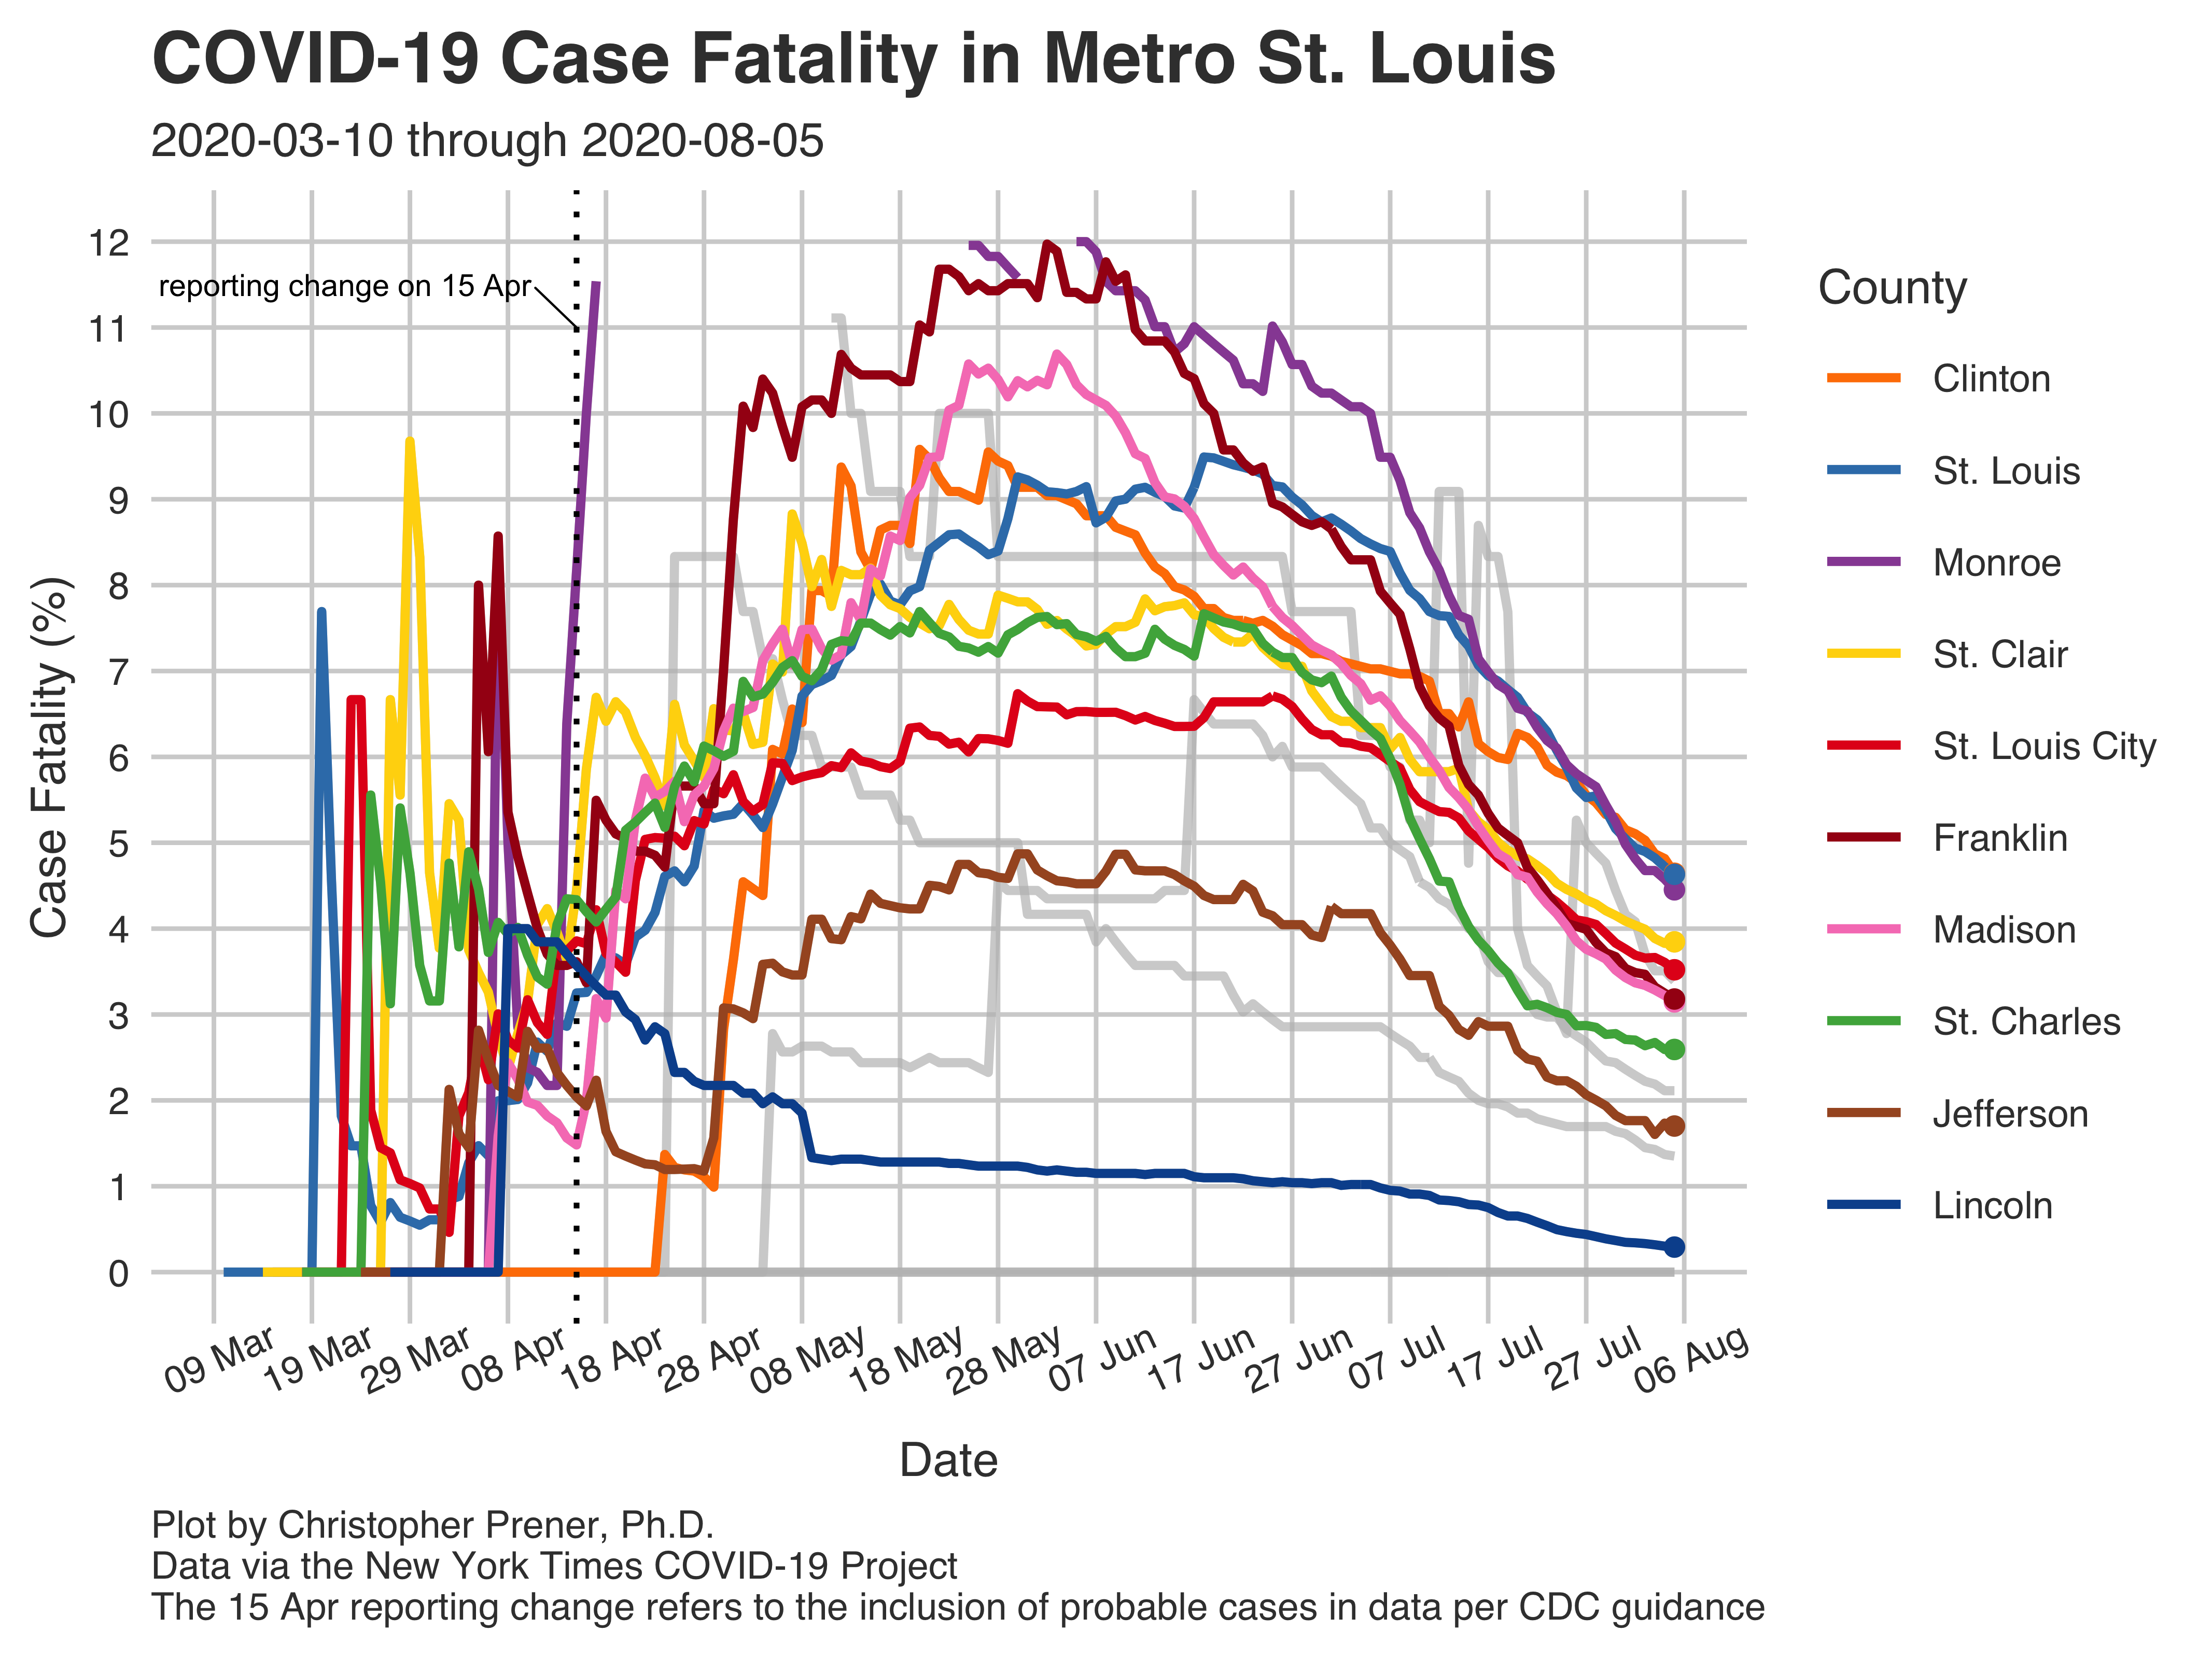 COVID-19 Case Fatality in Metro St. Louis
2020-03-10 through 2020-08-05
12
11
10
9
8
7
6
5
4
3
2
1
0
Case Fatality (%)
reporting change on 15 Apr
09 Mar
19 Mar
29 Mar
08 Apr
18 Apr
28 Apr
08 May
18 May
28 May
07 Jun
17 Jun
27 Jun
07 Jul
17 Jul
27 Jul
06 Aug
Date
County
Clinton
St. Louis
Monroe
St. Clair
St. Louis City
Franklin
Madison
St. Charles
Jefferson
Lincoln
Plot by Christopher Prener, Ph.D.
Data via the New York Times COVID-19 Project
The 15 Apr reporting change refers to the inclusion of probable cases in data per CDC guidance